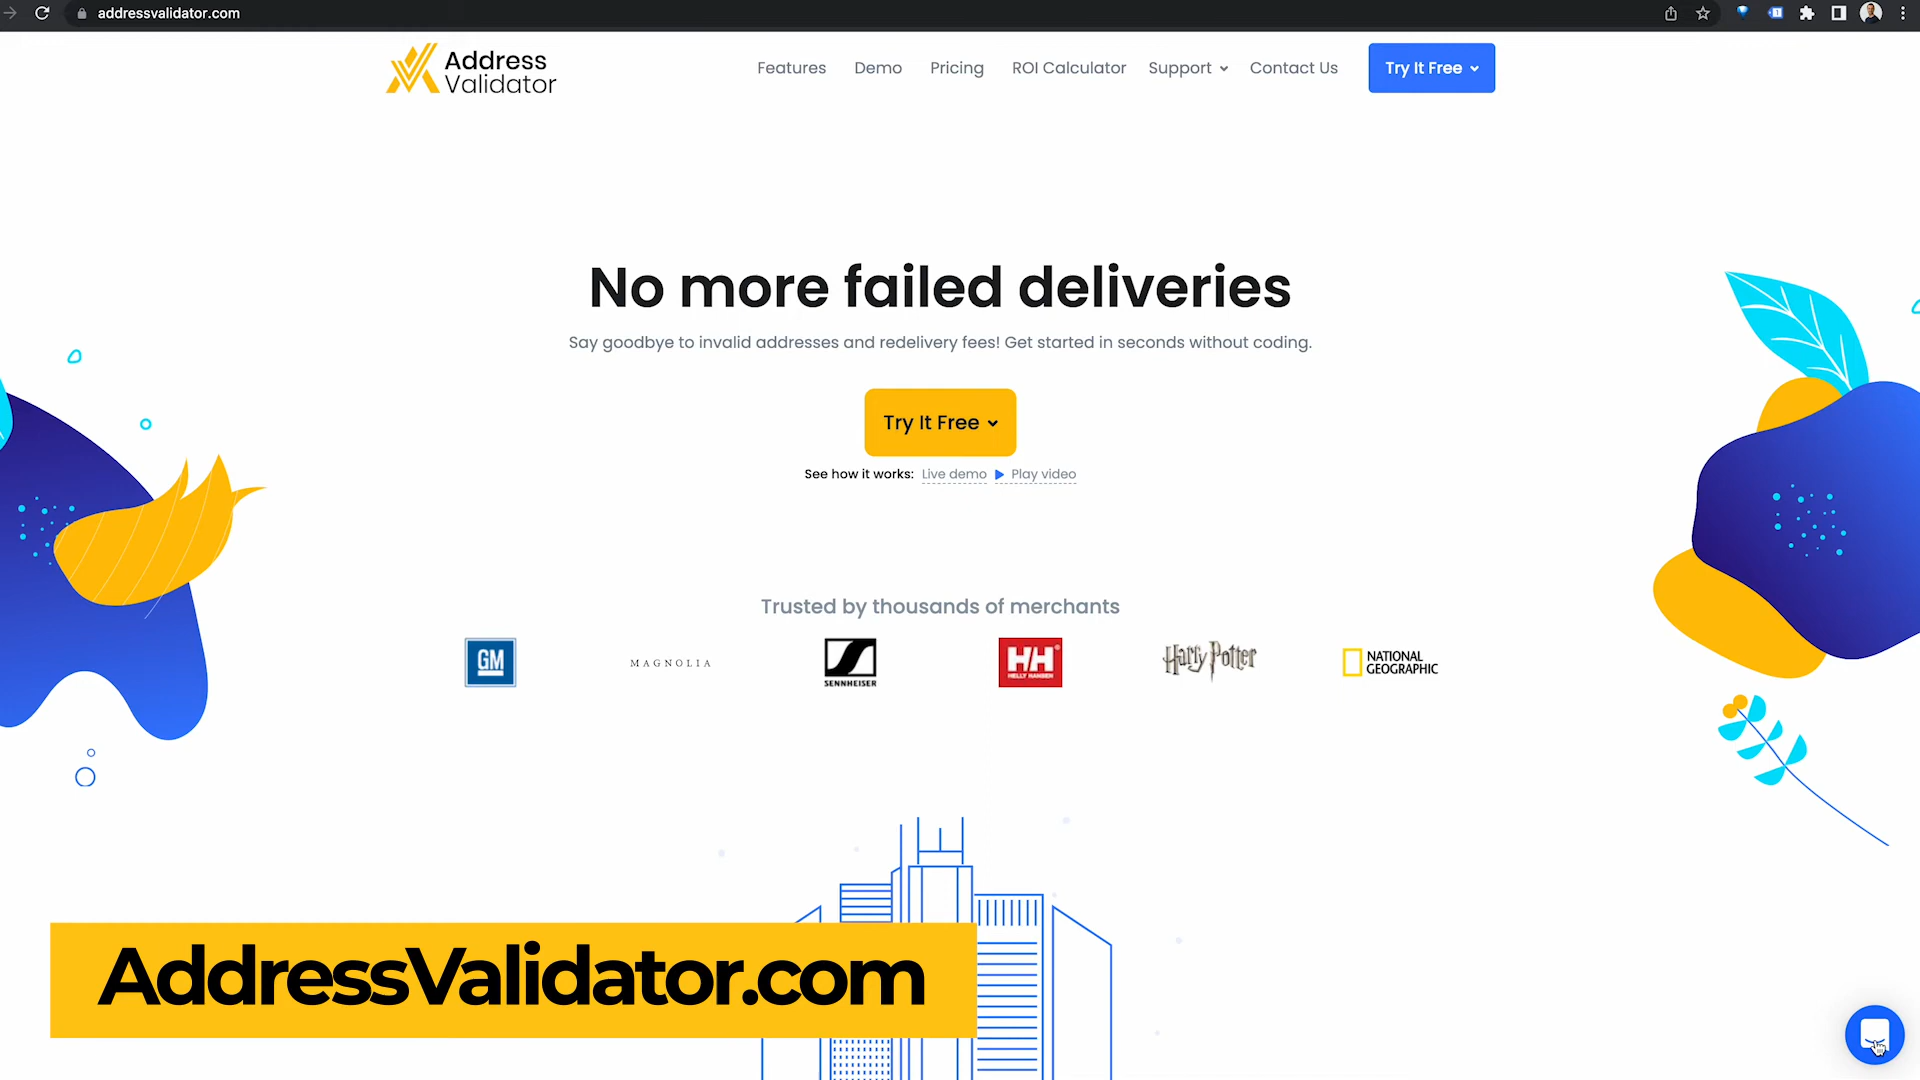 addressvalidator.com
Address
Validator
Features Demo Pricing ROI Calculator Support Contact Us Try It Free
No more failed deliveries
Say goodbye to invalid addresses and redelivery fees! Get started in seconds without coding.
Try It Free
See how it works: Live demo Play video
Trusted by thousands of merchants
GM
MAGNOLIA
SENNHEISER
HH
HELLY HANSEN
Harry Potter
NATIONAL
GEOGRAPHIC
AddressValidator.com